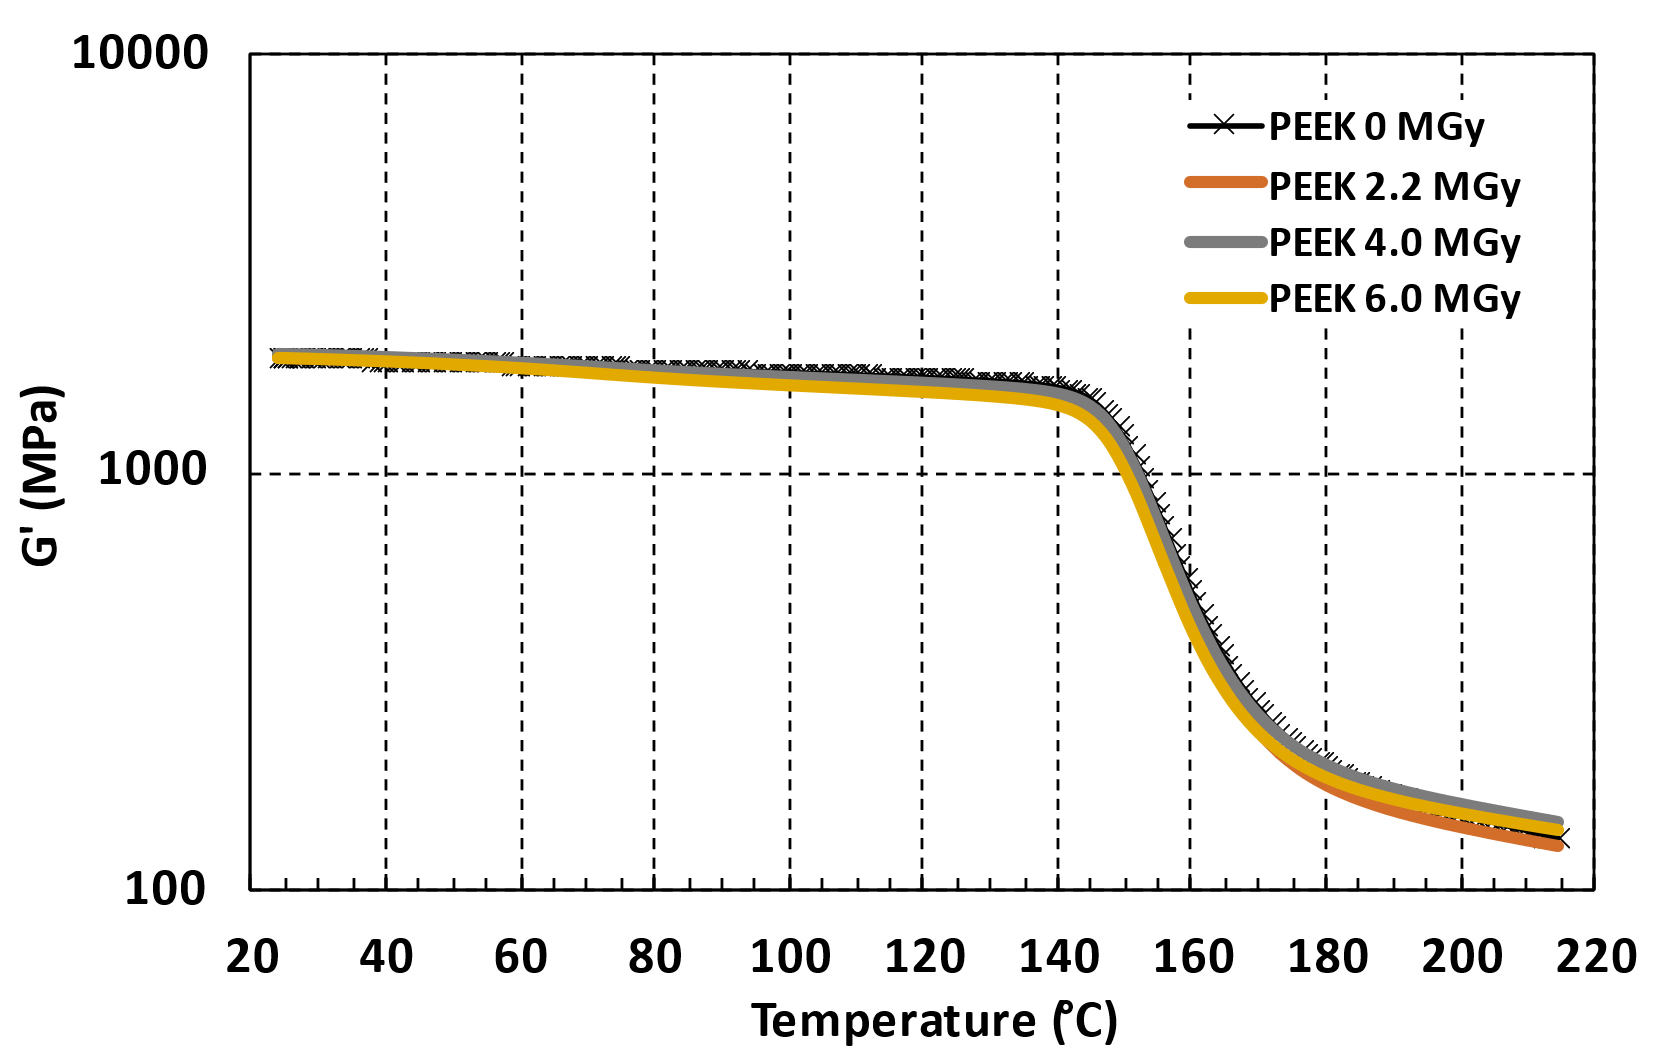 10000
1000
100
G' (MPa)
PEEK 0 MGy
PEEK 2.2 MGy
PEEK 4.0 MGy
PEEK 6.0 MGy
20 40 60 80 100 120 140 160 180 200 220
Temperature (°C)